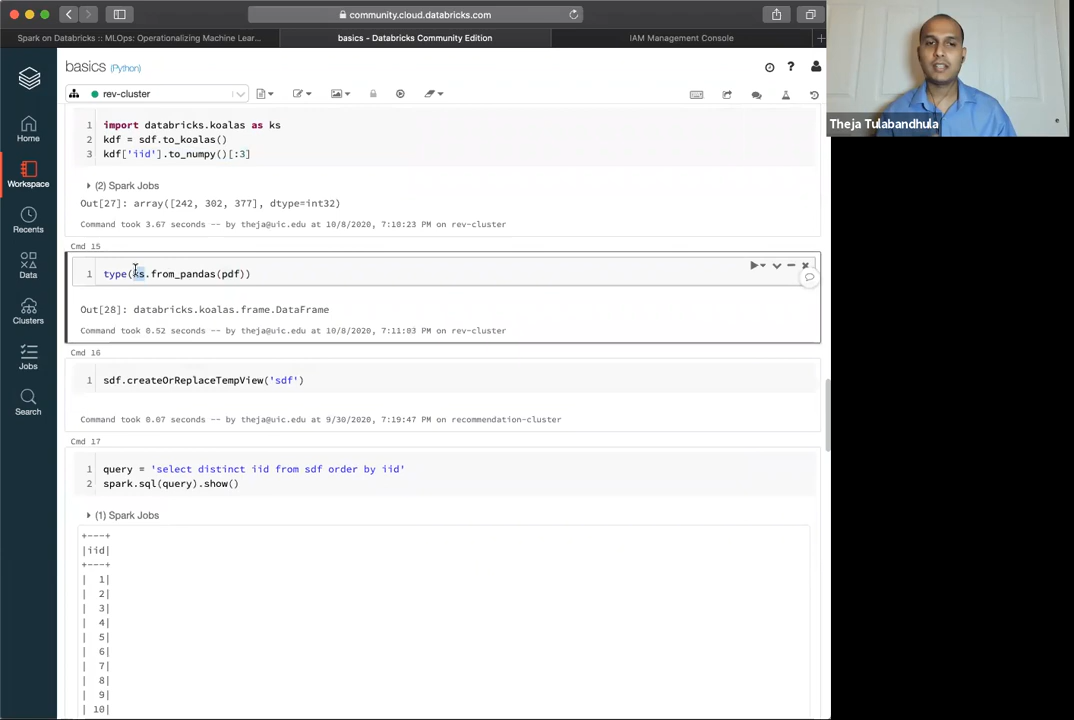 community.cloud.databricks.com
Spark on Databricks :: MLOps: Operationalizing Machine Lear...
basics - Databricks Community Edition
IAM Management Console
basics (Python)
rev-cluster
Home
Workspace
Recents
Data
Clusters
Jobs
Search
1 import databricks.koalas as ks
2 kdf = sdf.to_koalas()
3 kdf['iid'].to_numpy()[:3]
(2) Spark Jobs
Out[27]: array([242, 302, 377], dtype=int32)
Command took 3.67 seconds -- by theja@uic.edu at 10/8/2020, 7:10:23 PM on rev-cluster
Cmd 15
1 type(ks.from_pandas(pdf))
Out[28]: databricks.koalas.frame.DataFrame
Command took 0.52 seconds -- by theja@uic.edu at 10/8/2020, 7:11:03 PM on rev-cluster
Cmd 16
1 sdf.createOrReplaceTempView('sdf')
Command took 0.07 seconds -- by theja@uic.edu at 9/30/2020, 7:19:47 PM on recommendation-cluster
Cmd 17
1 query = 'select distinct iid from sdf order by iid'
2 spark.sql(query).show()
(1) Spark Jobs
+---+
|iid|
+---+
| 1|
| 2|
| 3|
| 4|
| 5|
| 6|
| 7|
| 8|
| 9|
| 10|
Theja Tulabandhula